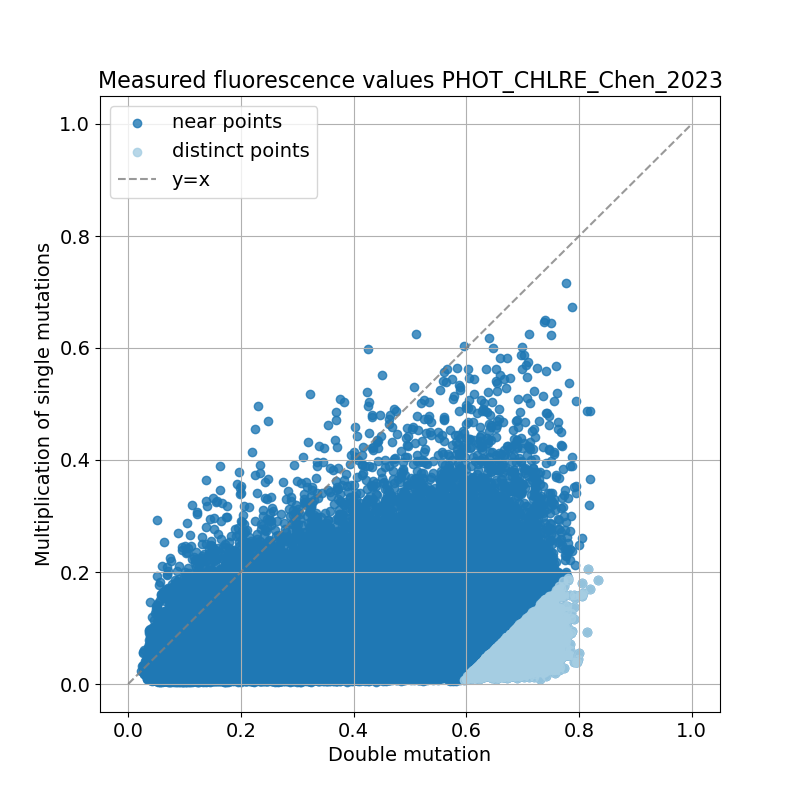 Measured fluorescence values PHOT_CHLRE_Chen_2023
near points
distinct points
y=x
1.0
0.8
0.6
0.4
0.2
0.0
Multiplication of single mutations
0.0 0.2 0.4 0.6 0.8 1.0
Double mutation